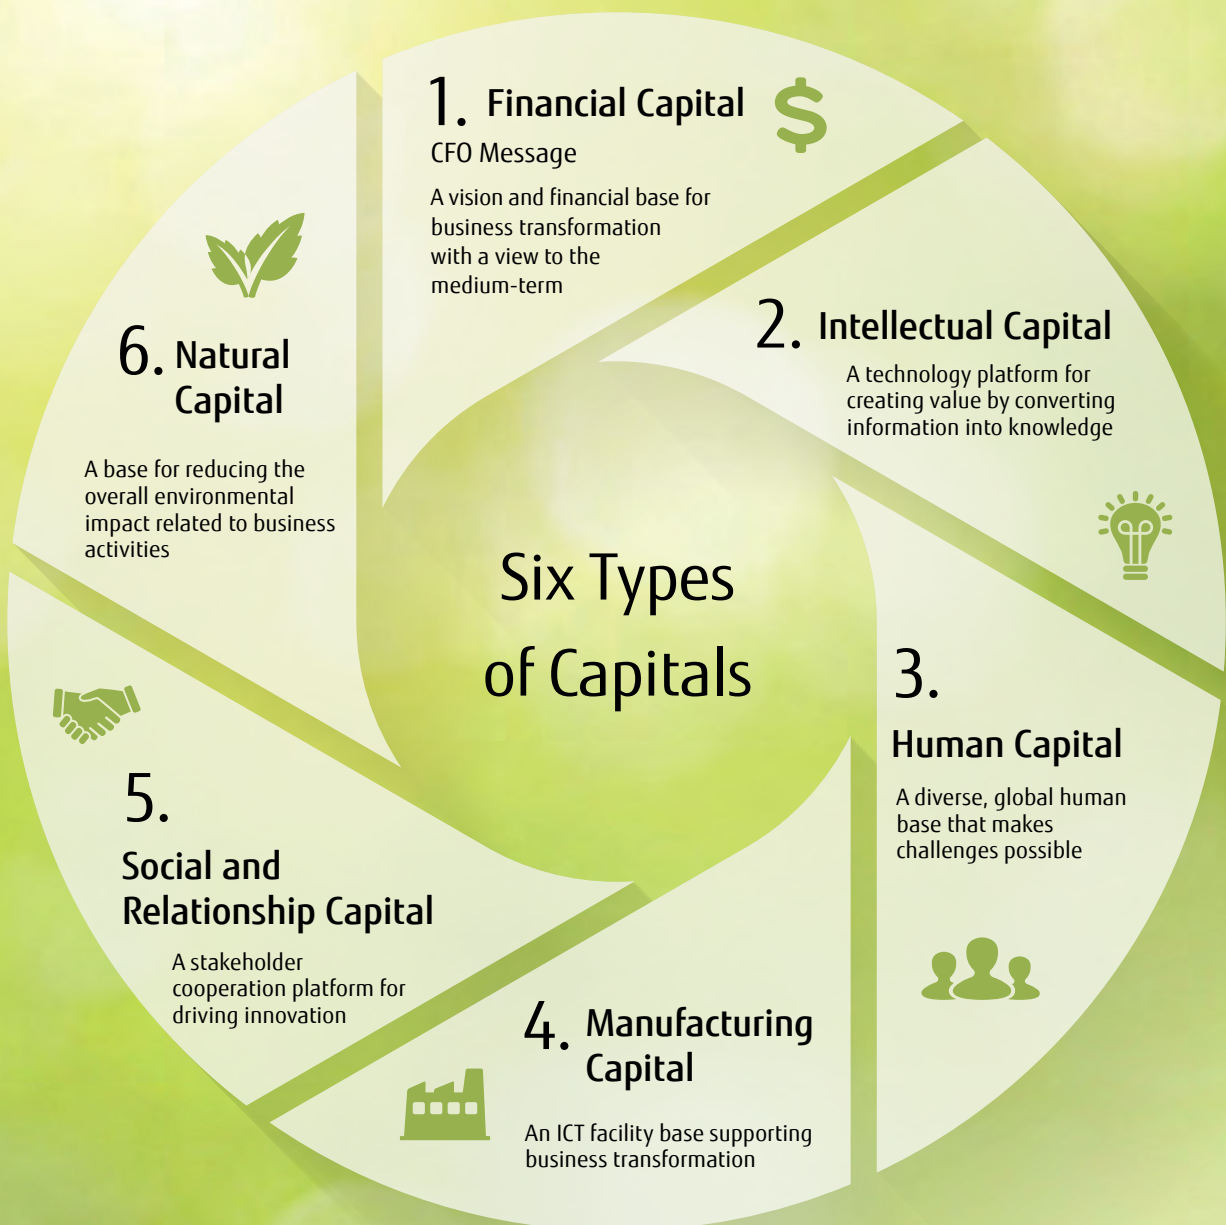 1. Financial Capital
CFO Message
A vision and financial base for
business transformation
with a view to the
medium-term
2. Intellectual Capital
A technology platform for
creating value by converting
information into knowledge
3.
Human Capital
A diverse, global human
base that makes
challenges possible
4. Manufacturing
Capital
An ICT facility base supporting
business transformation
5.
Social and
Relationship Capital
A stakeholder
cooperation platform for
driving innovation
6. Natural
Capital
A base for reducing the
overall environmental
impact related to business
activities
Six Types
of Capitals